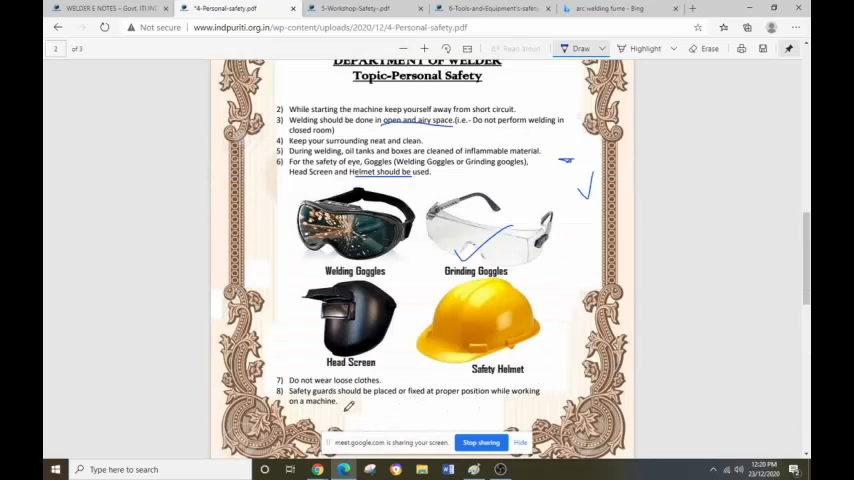 WELDER E NOTES – Govt. ITI IND
*4-Personal-safety.pdf
5-Workshop-Safety-.pdf
6-Tools-and-Equipment's-safety
arc welding fume - Bing
Not secure
www.indpuriti.org.in/wp-content/uploads/2020/12/4-Personal-safety.pdf
2 of 3
Read aloud
Draw
Highlight
Erase
DEPARTMENT OF WELDER
Topic-Personal Safety
2) While starting the machine keep yourself away from short circuit.
3) Welding should be done in open and airy space.(i.e.- Do not perform welding in
closed room)
4) Keep your surrounding neat and clean.
5) During welding, oil tanks and boxes are cleaned of inflammable material.
6) For the safety of eye, Goggles (Welding Goggles or Grinding googles),
Head Screen and Helmet should be used.
Welding Goggles
Grinding Goggles
Head Screen
Safety Helmet
7) Do not wear loose clothes.
8) Safety guards should be placed or fixed at proper position while working
on a machine.
meet.google.com is sharing your screen.
Stop sharing
Hide
Type here to search
12:20 PM
23/12/2020